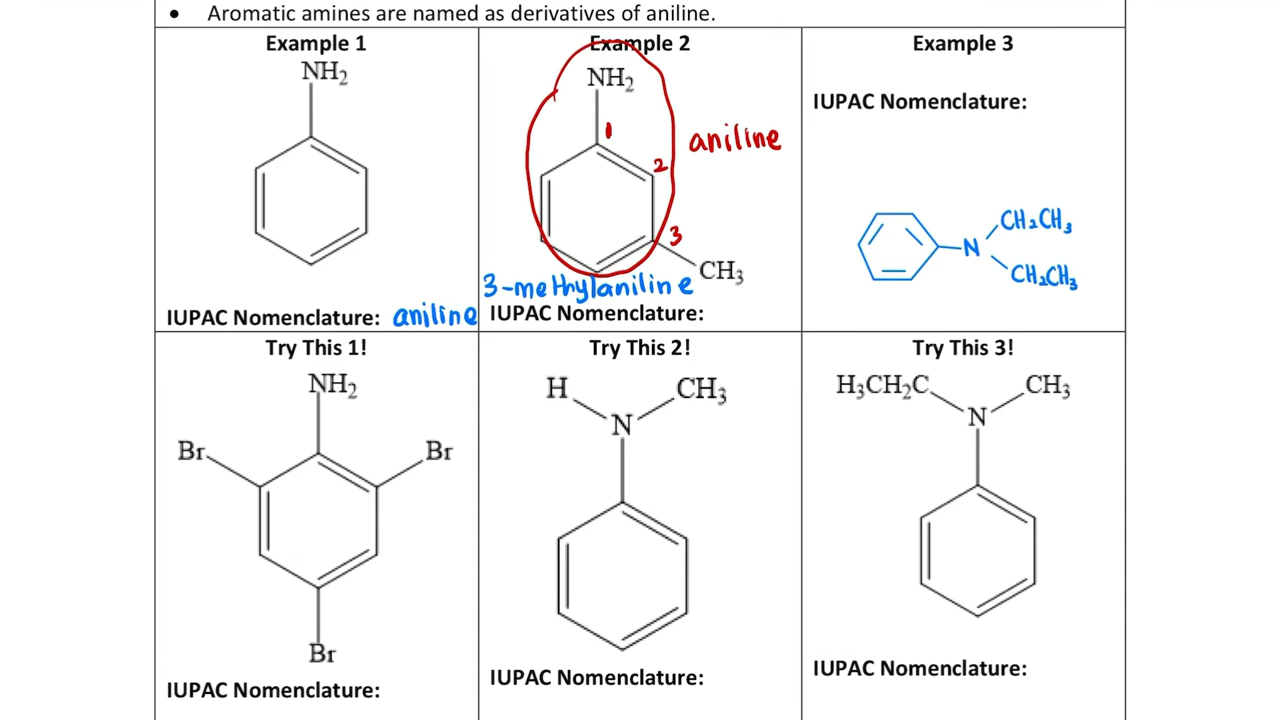 • Aromatic amines are named as derivatives of aniline.
Example 1
NH₂
IUPAC Nomenclature: aniline
Example 2
NH₂
1
aniline
2
3
CH₃
3-methylaniline
IUPAC Nomenclature:
Example 3
IUPAC Nomenclature:
CH₂CH₃
N
CH₂CH₃
Try This 1!
NH₂
Br Br
Br
IUPAC Nomenclature:
Try This 2!
H CH₃
N
IUPAC Nomenclature:
Try This 3!
H₃CH₂C CH₃
N
IUPAC Nomenclature: